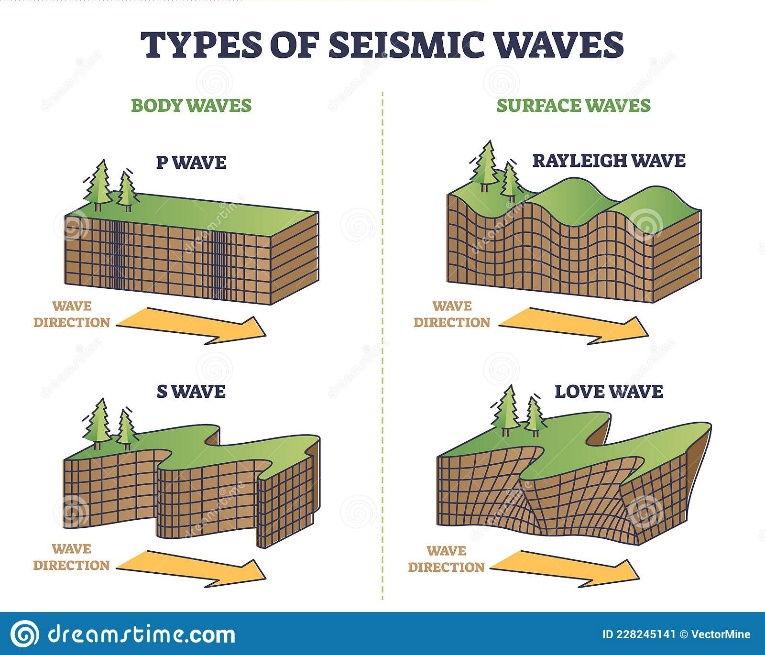 TYPES OF SEISMIC WAVES
BODY WAVES
P WAVE
WAVE
DIRECTION
S WAVE
WAVE
DIRECTION
SURFACE WAVES
RAYLEIGH WAVE
WAVE
DIRECTION
LOVE WAVE
WAVE
DIRECTION
dreamstime.com
ID 228245141 © VectorMine